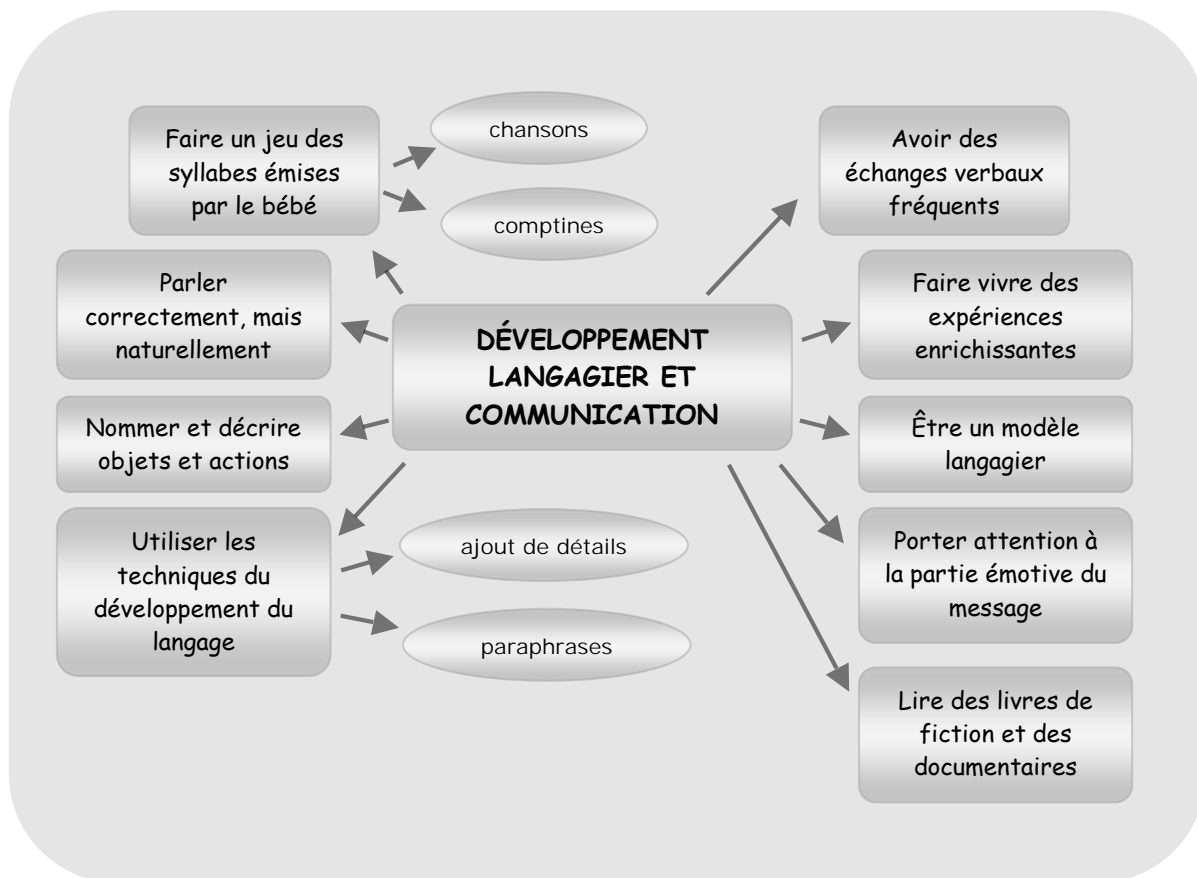 Faire un jeu des
syllabes émises
par le bébé
chansons
comptines
Avoir des
échanges verbaux
fréquents
Parler
correctement, mais
naturellement
DÉVELOPPEMENT
LANGAGIER ET
COMMUNICATION
Faire vivre des
expériences
enrichissantes
Nommer et décrire
objets et actions
Être un modèle
langagier
Utiliser les
techniques du
développement du
langage
ajout de détails
paraphrases
Porter attention à
la partie émotive du
message
Lire des livres de
fiction et des
documentaires